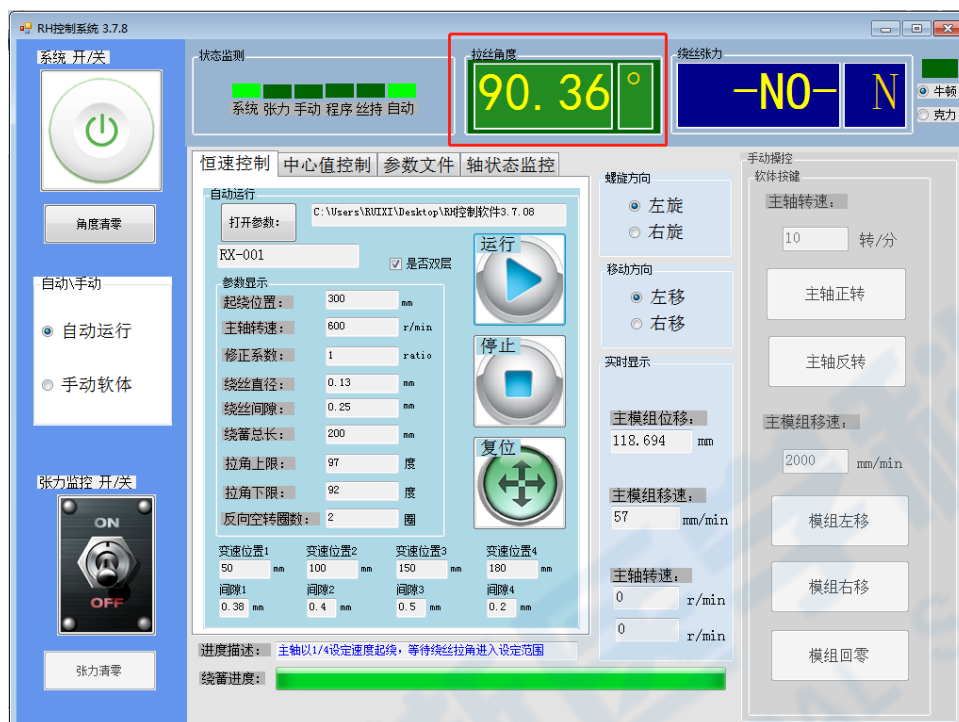 RH控制系统 3.7.8
系统 开/关
角度清零
自动\手动
自动运行
手动软体
张力监控 开/关
ON
OFF
张力清零
状态监测
系统 张力 手动 程序 丝持 自动
拉丝角度
90.36 °
绕丝张力
-NO- N
牛顿
克力
恒速控制 中心值控制 参数文件 轴状态监控
自动运行
打开参数: C:\Users\RUIXI\Desktop\RH控制软件3.7.08
RX-001
是否双层
参数显示
起绕位置: 300 mm
主轴转速: 600 r/min
修正系数: 1 ratio
绕丝直径: 0.13 mm
绕丝间隙: 0.25 mm
绕簧总长: 200 mm
拉角上限: 97 度
拉角下限: 92 度
反向空转圈数: 2 圈
运行
停止
复位
变速位置1 变速位置2 变速位置3 变速位置4
50 mm 100 mm 150 mm 180 mm
间隙1 间隙2 间隙3 间隙4
0.38 mm 0.4 mm 0.5 mm 0.2 mm
进度描述: 主轴以1/4设定速度起绕，等待绕丝拉角进入设定范围
绕簧进度:
螺旋方向
左旋
右旋
移动方向
左移
右移
实时显示
主模组位移:
118.694 mm
主模组移速:
57 mm/min
主轴转速:
0 r/min
0 r/min
手动操控
软体按键
主轴转速:
10 转/分
主轴正转
主轴反转
主模组移速:
2000 mm/min
模组左移
模组右移
模组回零